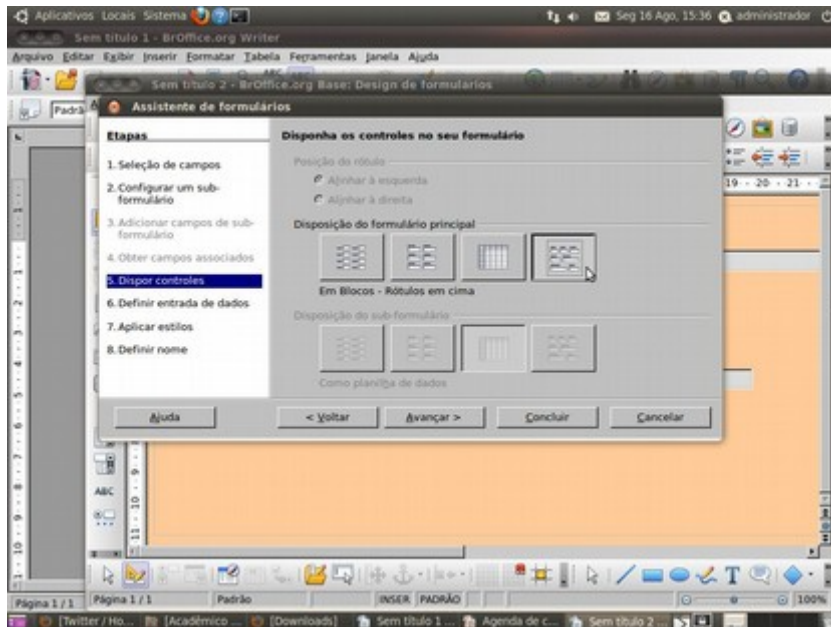 Aplicativos Locais Sistema Seg 16 Ago, 15:36 administrador
Sem título 1 - BrOffice.org Writer
Arquivo Editar Exibir Inserir Formatar Tabela Ferramentas Janela Ajuda
Sem título 2 - BrOffice.org Base: Design de formularios
Assistente de formulários
Etapas
1. Seleção de campos
2. Configurar um sub-
formulário
3. Adicionar campos de sub-
formulário
4. Obter campos associados
5. Dispor controles
6. Definir entrada de dados
7. Aplicar estilos
8. Definir nome
Disponha os controles no seu formulário
Posição do rótulo
Alinhar à esquerda
Alinhar à direita
Disposição do formulário principal
Em Blocos - Rótulos em cima
Disposição do sub-formulário
Como planilha de dados
Ajuda < Voltar Avançar > Concluir Cancelar
19 · 20 · 21
ABC
Página 1 / 1 Página 1 / 1 Padrão INSER PADRÃO 100%
[Twitter / Ho... [Acadêmico ... [Downloads] Sem título 1 ... Agenda de c... Sem título 2 ...